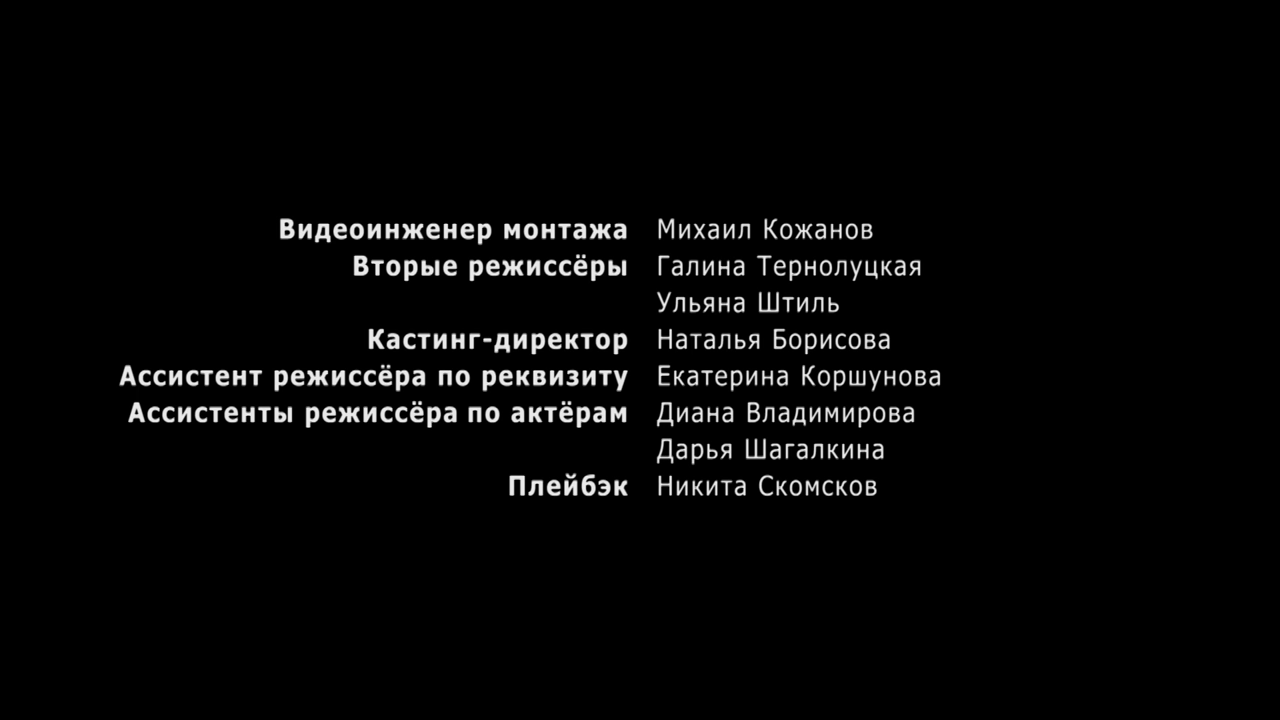 Видеоинженер монтажа Михаил Кожанов
Вторые режиссёры Галина Тернолуцкая
Ульяна Штиль
Кастинг-директор Наталья Борисова
Ассистент режиссёра по реквизиту Екатерина Коршунова
Ассистенты режиссёра по актёрам Диана Владимирова
Дарья Шагалкина
Плейбэк Никита Скомсков